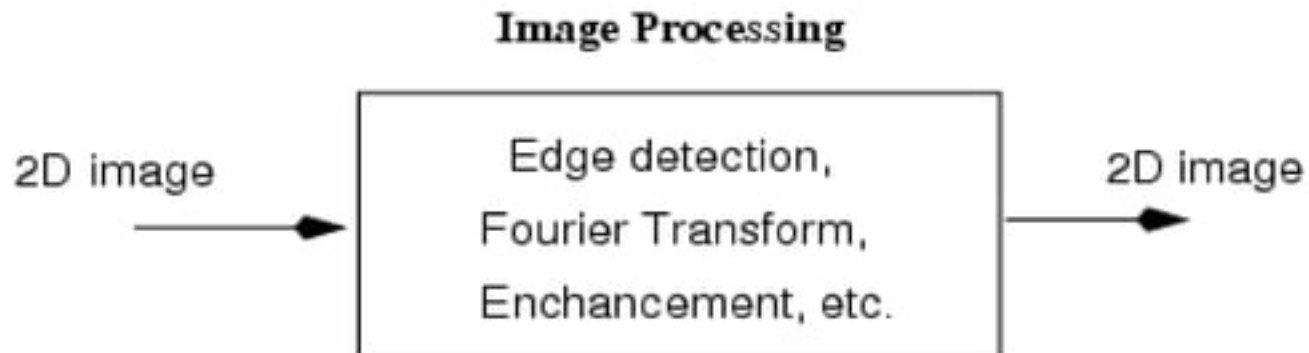 Image Processing
2D image
Edge detection,
Fourier Transform,
Enchancement, etc.
2D image